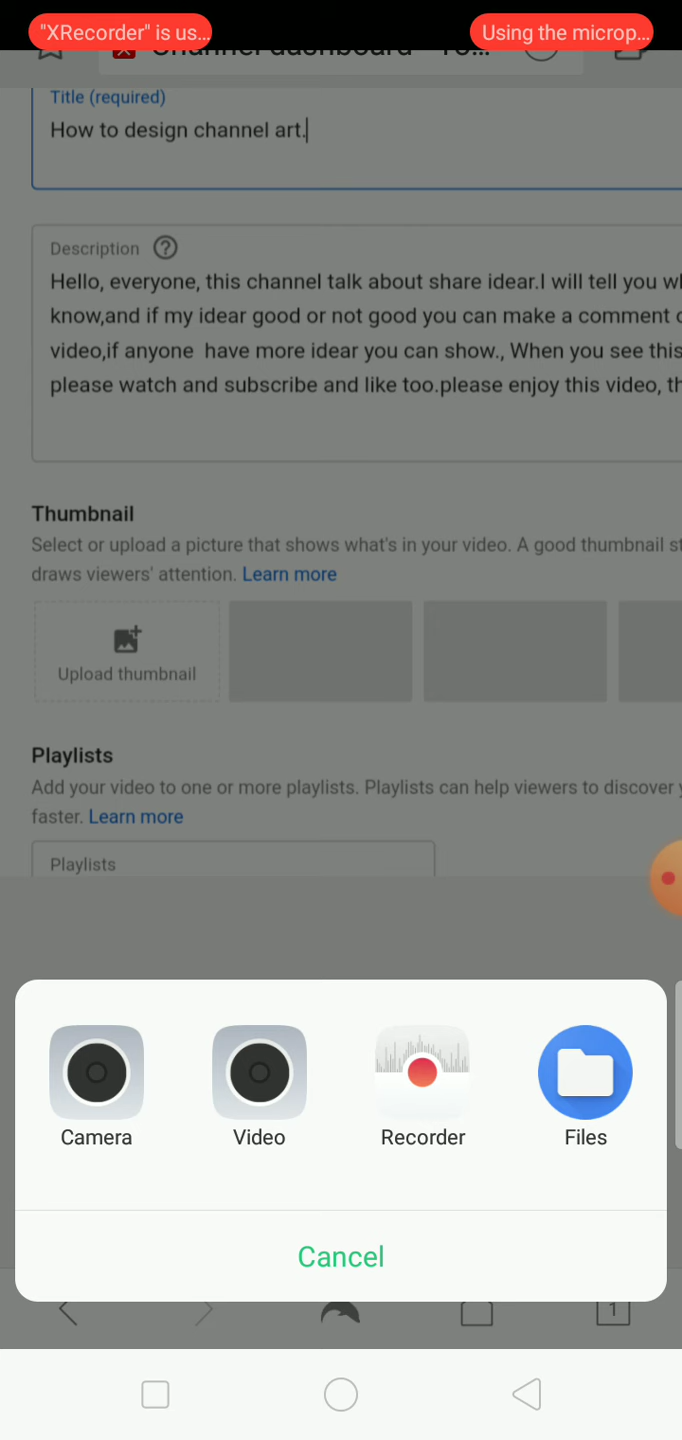 "XRecorder" is us...
Using the microp...
Channel dashboard - Yo...
Title (required)
How to design channel art.
Description ?
Hello, everyone, this channel talk about share idear.I will tell you
know,and if my idear good or not good you can make a comment
video,if anyone have more idear you can show., When you see this
please watch and subscribe and like too.please enjoy this video,
Thumbnail
Select or upload a picture that shows what's in your video. A good thumbnail
draws viewers' attention. Learn more
Upload thumbnail
Playlists
Add your video to one or more playlists. Playlists can help viewers to discover
faster. Learn more
Playlists
Camera
Video
Recorder
Files
Cancel
1